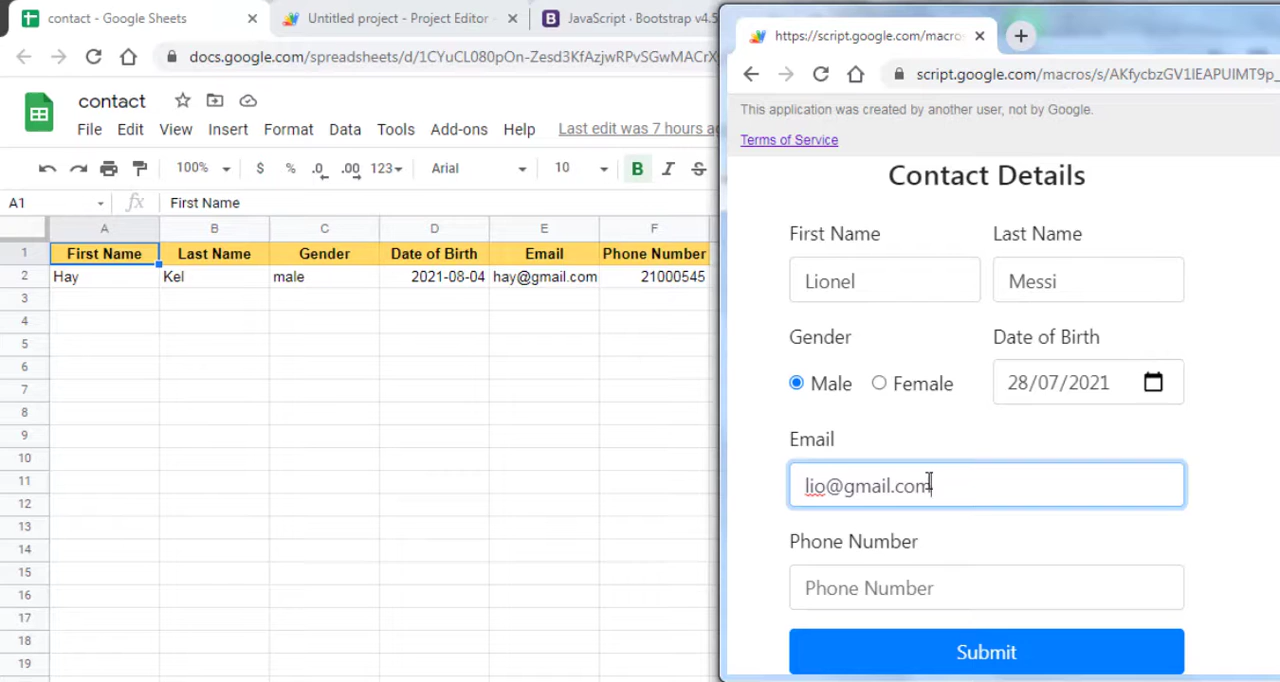 contact - Google Sheets
Untitled project - Project Editor
JavaScript · Bootstrap v4.5
docs.google.com/spreadsheets/d/1CYuCL080pOn-Zesd3KfAzjwRPvSGwMACrX
contact
File Edit View Insert Format Data Tools Add-ons Help Last edit was 7 hours
100% $ % .0 .00 123 Arial 10 B I S
A1 fx First Name
A B C D E F
1 First Name Last Name Gender Date of Birth Email Phone Number
2 Hay Kel male 2021-08-04 hay@gmail.com 21000545
3
4
5
6
7
8
9
10
11
12
13
14
15
16
17
18
19
https://script.google.com/macro
script.google.com/macros/s/AKfycbzGV1IEAPUIMT9p_
This application was created by another user, not by Google.
Terms of Service
Contact Details
First Name Last Name
Lionel Messi
Gender Date of Birth
Male Female 28/07/2021
Email
lio@gmail.com
Phone Number
Phone Number
Submit